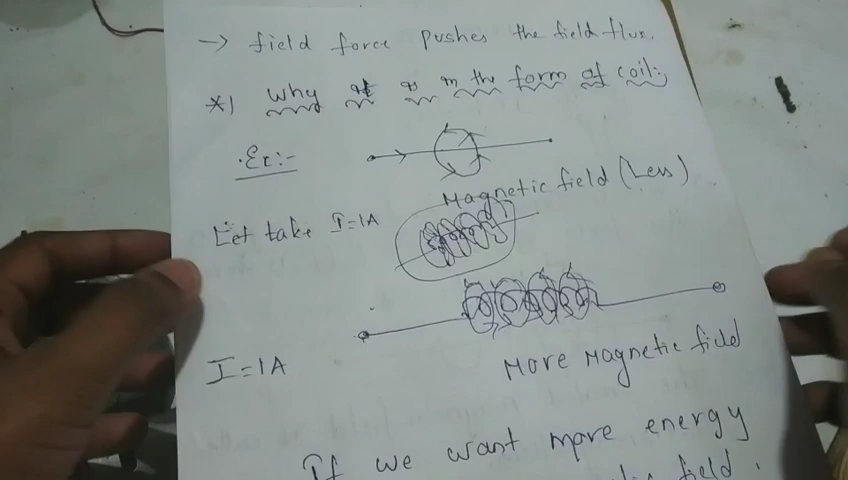 → field force pushes the field flux.
*) why is in the form of coil:
Ex:-
Magnetic field (Less)
Let take I=1A
I=1A
More Magnetic field
If we want more energy
field.